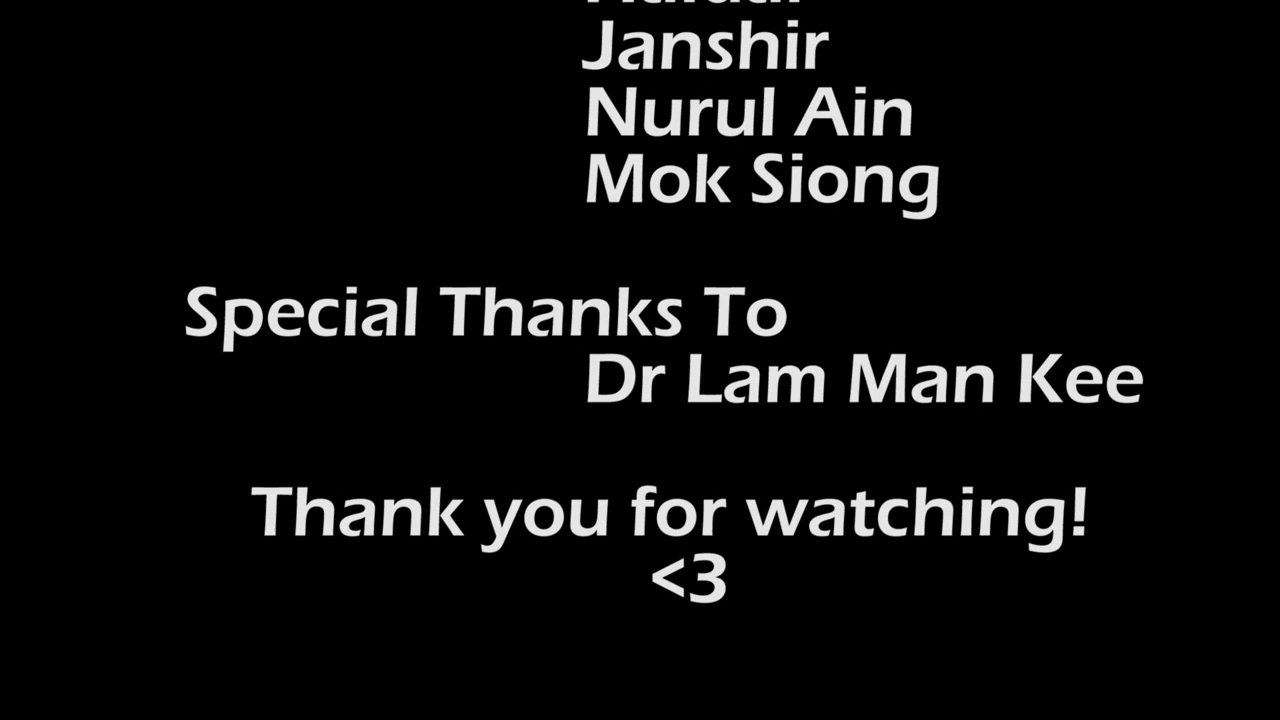 Janshir
Nurul Ain
Mok Siong
Special Thanks To
Dr Lam Man Kee
Thank you for watching!
<3